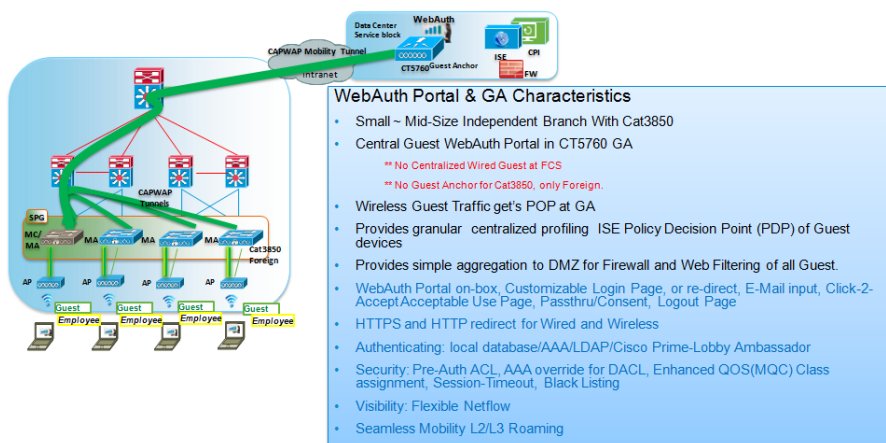 Data Center
Service block
WebAuth
CT5760
Guest Anchor
ISE
CPI
FW
CAPWAP Mobility Tunnel
Intranet
CAPWAP
Tunnels
SPG
MC/
MA
MA
MA
MA
Cat3850
Foreign
AP
AP
AP
AP
Guest
Employee
Guest
Employee
Guest
Employee
Guest
Employee
WebAuth Portal & GA Characteristics
• Small ~ Mid-Size Independent Branch With Cat3850
• Central Guest WebAuth Portal in CT5760 GA
** No Centralized Wired Guest at FCS
** No Guest Anchor for Cat3850, only Foreign.
• Wireless Guest Traffic get's POP at GA
• Provides granular centralized profiling ISE Policy Decision Point (PDP) of Guest
devices
• Provides simple aggregation to DMZ for Firewall and Web Filtering of all Guest.
• WebAuth Portal on-box, Customizable Login Page, or re-direct, E-Mail input, Click-2-
Accept Acceptable Use Page, Passthru/Consent, Logout Page
• HTTPS and HTTP redirect for Wired and Wireless
• Authenticating: local database/AAA/LDAP/Cisco Prime-Lobby Ambassador
• Security: Pre-Auth ACL, AAA override for DACL, Enhanced QOS(MQC) Class
assignment, Session-Timeout, Black Listing
• Visibility: Flexible Netflow
• Seamless Mobility L2/L3 Roaming